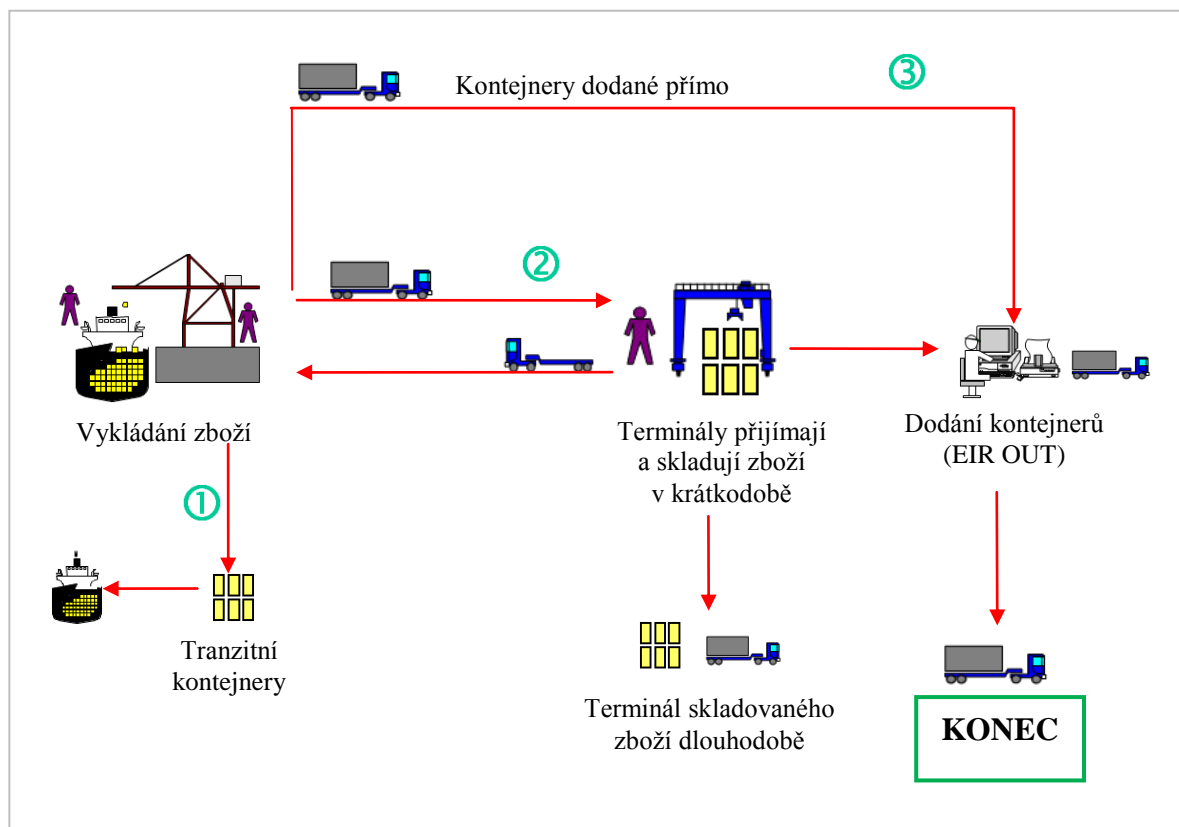 Kontejnery dodané přímo
③
②
Vykládání zboží
Terminály přijímají
a skladují zboží
v krátkodobě
Dodání kontejnerů
(EIR OUT)
①
Tranzitní
kontejnery
Terminál skladovaného
zboží dlouhodobě
KONEC